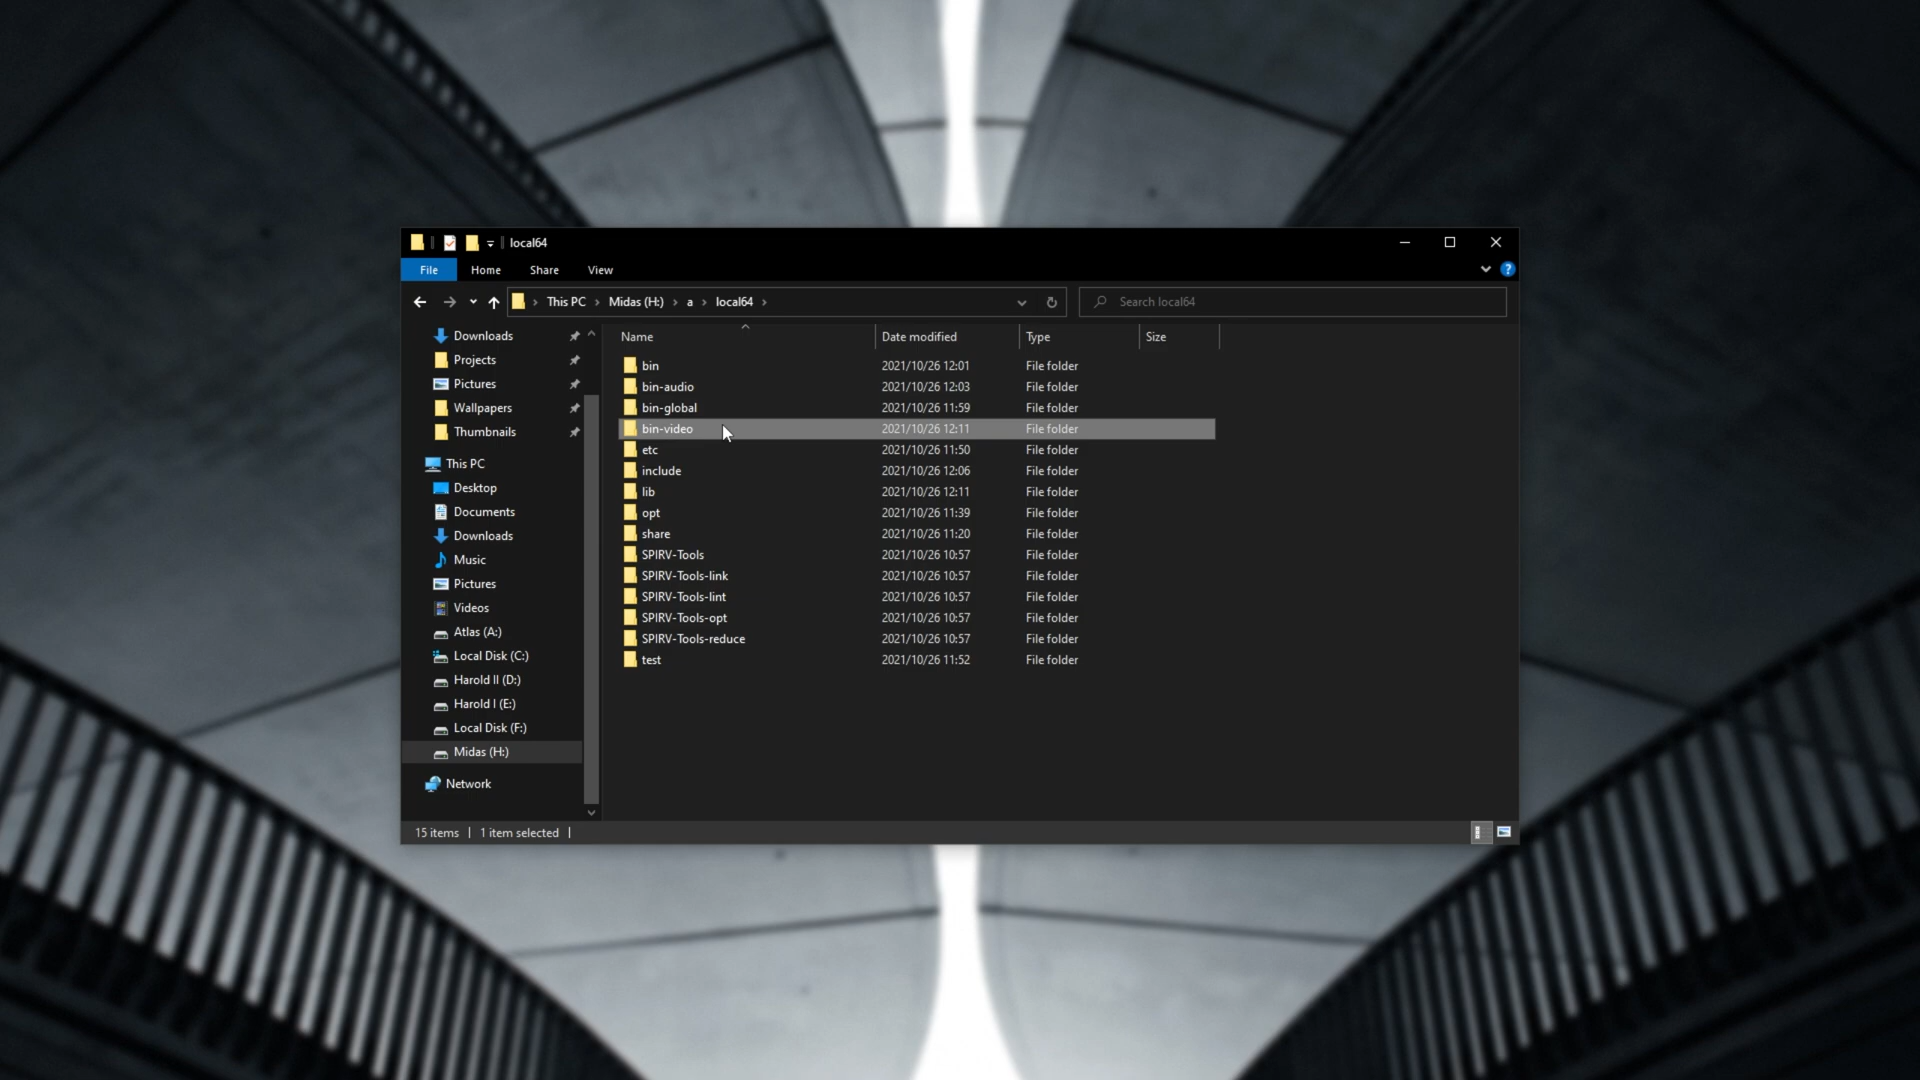 local64
File Home Share View
This PC Midas (H:) a local64 Search local64
Downloads
Projects
Pictures
Wallpapers
Thumbnails
This PC
Desktop
Documents
Downloads
Music
Pictures
Videos
Atlas (A:)
Local Disk (C:)
Harold II (D:)
Harold I (E:)
Local Disk (F:)
Midas (H:)
Network
Name Date modified Type Size
bin 2021/10/26 12:01 File folder
bin-audio 2021/10/26 12:03 File folder
bin-global 2021/10/26 11:59 File folder
bin-video 2021/10/26 12:11 File folder
etc 2021/10/26 11:50 File folder
include 2021/10/26 12:06 File folder
lib 2021/10/26 12:11 File folder
opt 2021/10/26 11:39 File folder
share 2021/10/26 11:20 File folder
SPIRV-Tools 2021/10/26 10:57 File folder
SPIRV-Tools-link 2021/10/26 10:57 File folder
SPIRV-Tools-lint 2021/10/26 10:57 File folder
SPIRV-Tools-opt 2021/10/26 10:57 File folder
SPIRV-Tools-reduce 2021/10/26 10:57 File folder
test 2021/10/26 11:52 File folder
15 items 1 item selected